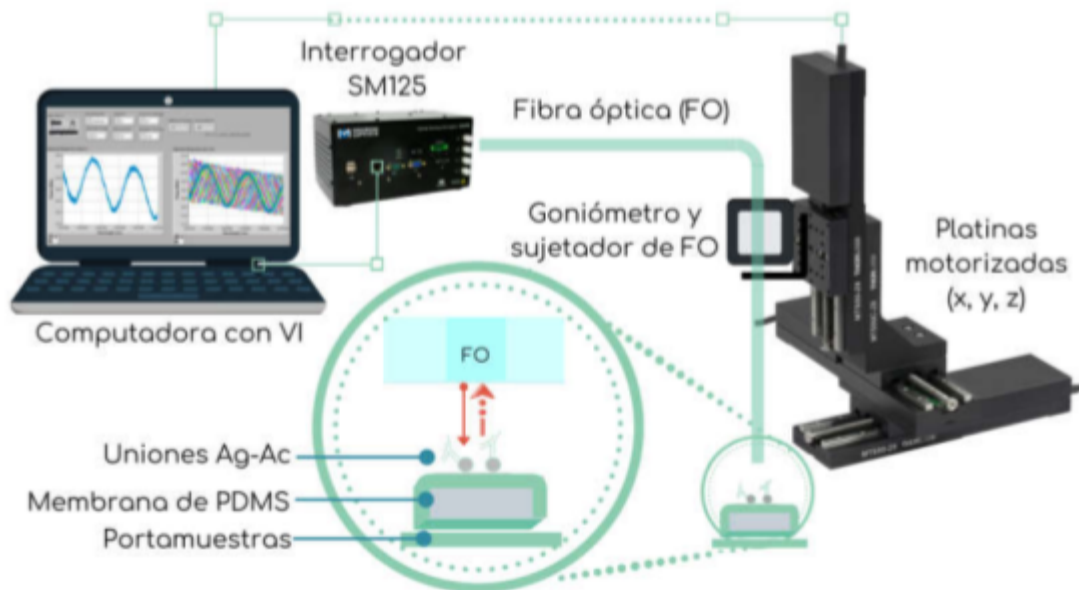 Interrogador
SM125
Fibra óptica (FO)
Goniómetro y
sujetador de FO
Platinas
motorizadas
(x, y, z)
Computadora con VI
FO
Uniones Ag-Ac
Membrana de PDMS
Portamuestras